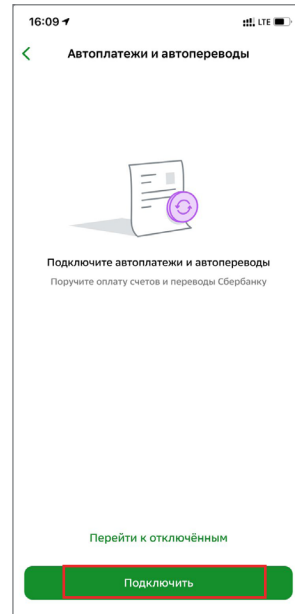 16:09 LTE
Автоплатежи и автопереводы
Подключите автоплатежи и автопереводы
Поручите оплату счетов и переводы Сбербанку
Перейти к отключённым
Подключить